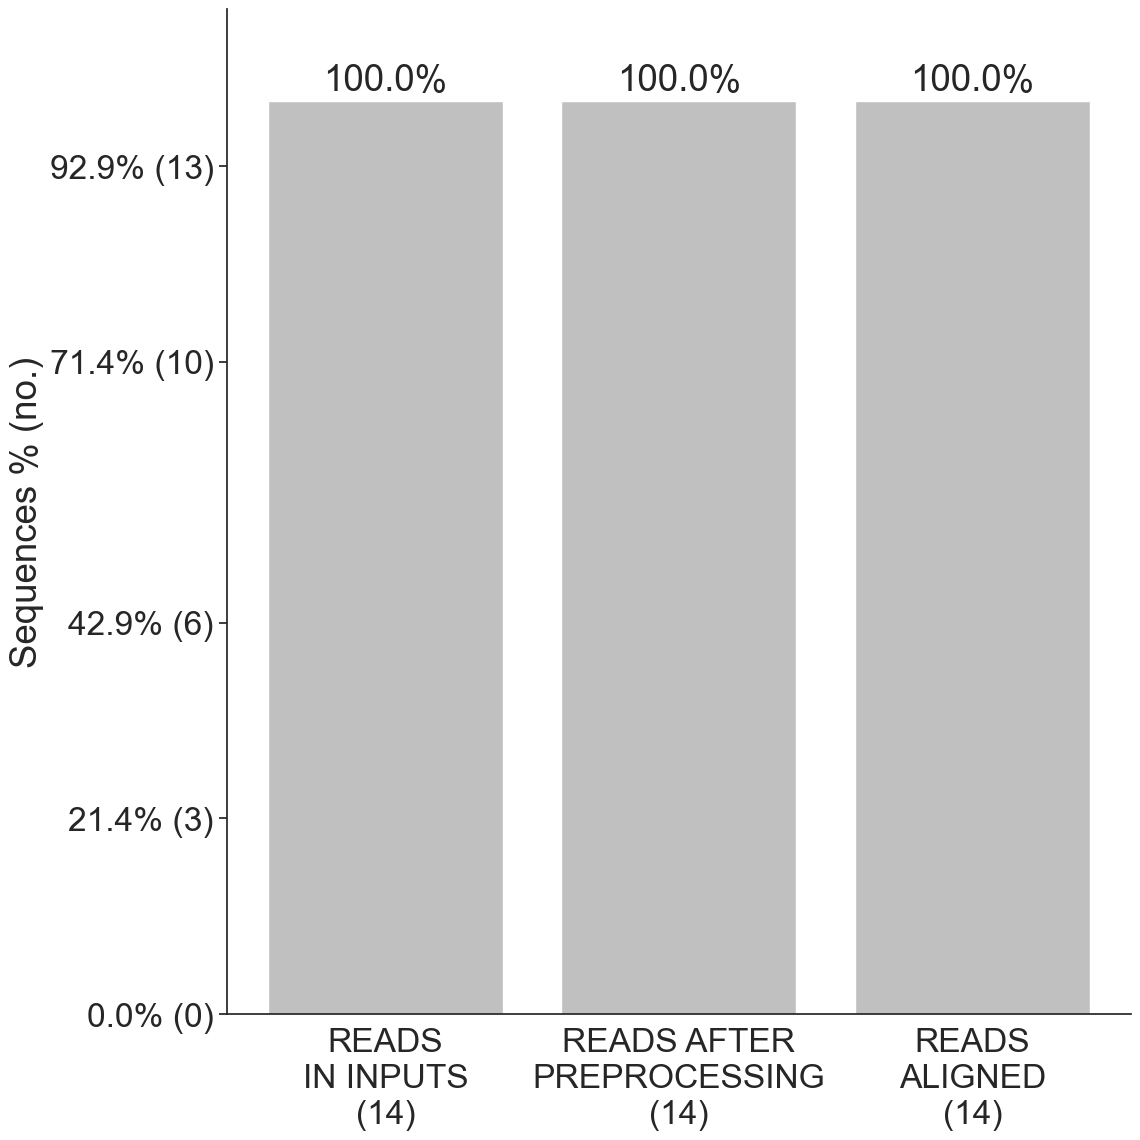 100.0% 100.0% 100.0%
92.9% (13)
71.4% (10)
42.9% (6)
21.4% (3)
0.0% (0)
Sequences % (no.)
READS
IN INPUTS
(14)
READS AFTER
PREPROCESSING
(14)
READS
ALIGNED
(14)